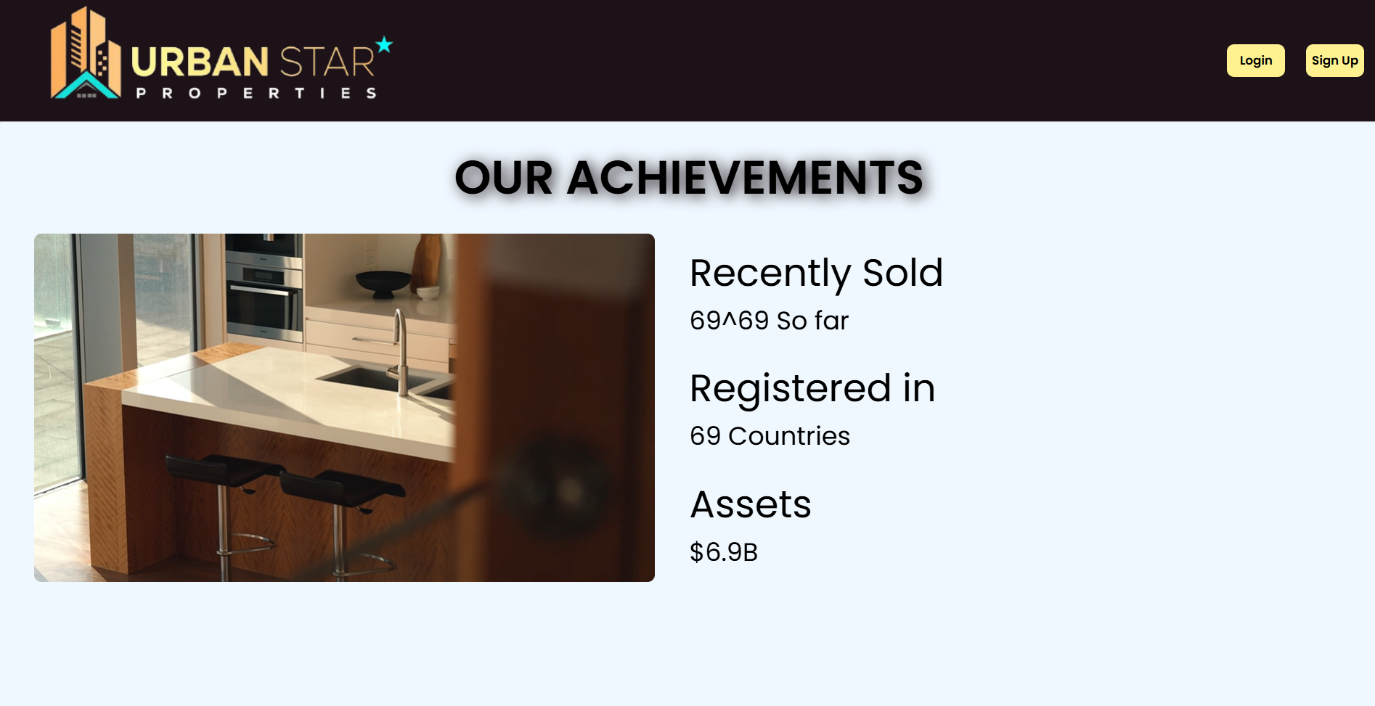 URBAN STAR
PROPERTIES
Login
Sign Up
OUR ACHIEVEMENTS
Recently Sold
69^69 So far
Registered in
69 Countries
Assets
$6.9B